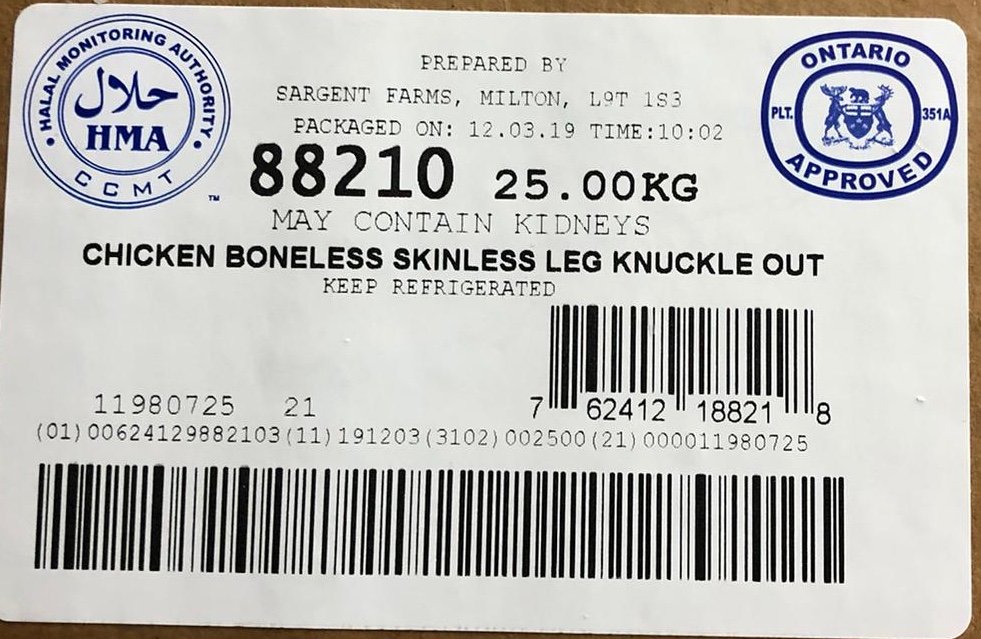 HALAL MONITORING AUTHORITY
حلال
HMA
CCMT
TM
PREPARED BY
SARGENT FARMS, MILTON, L9T 1S3
PACKAGED ON: 12.03.19 TIME:10:02
88210 25.00KG
MAY CONTAIN KIDNEYS
CHICKEN BONELESS SKINLESS LEG KNUCKLE OUT
KEEP REFRIGERATED
ONTARIO
PLT. 351A
APPROVED
7 62412 18821 8
11980725 21
(01)00624129882103(11)191203(3102)002500(21)000011980725